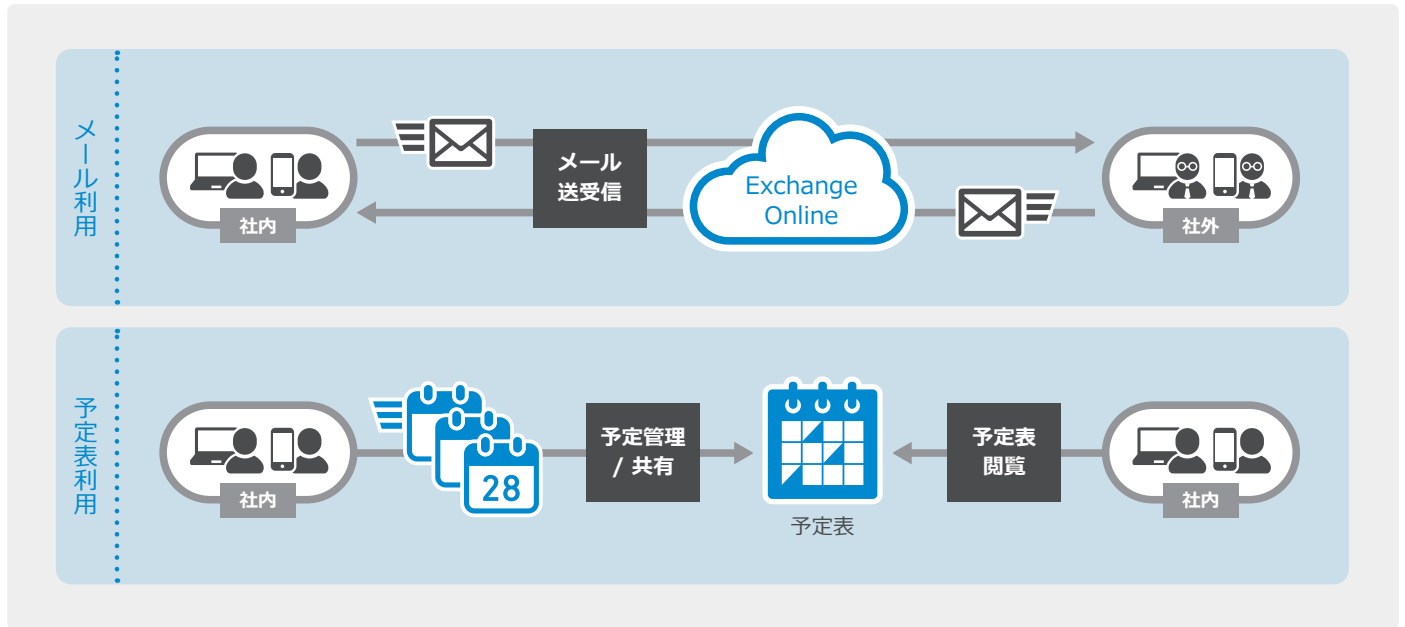 メール利用
社内
メール
送受信
Exchange
Online
社外
予定表利用
社内
28
予定管理
/ 共有
予定表
予定表
閲覧
社内